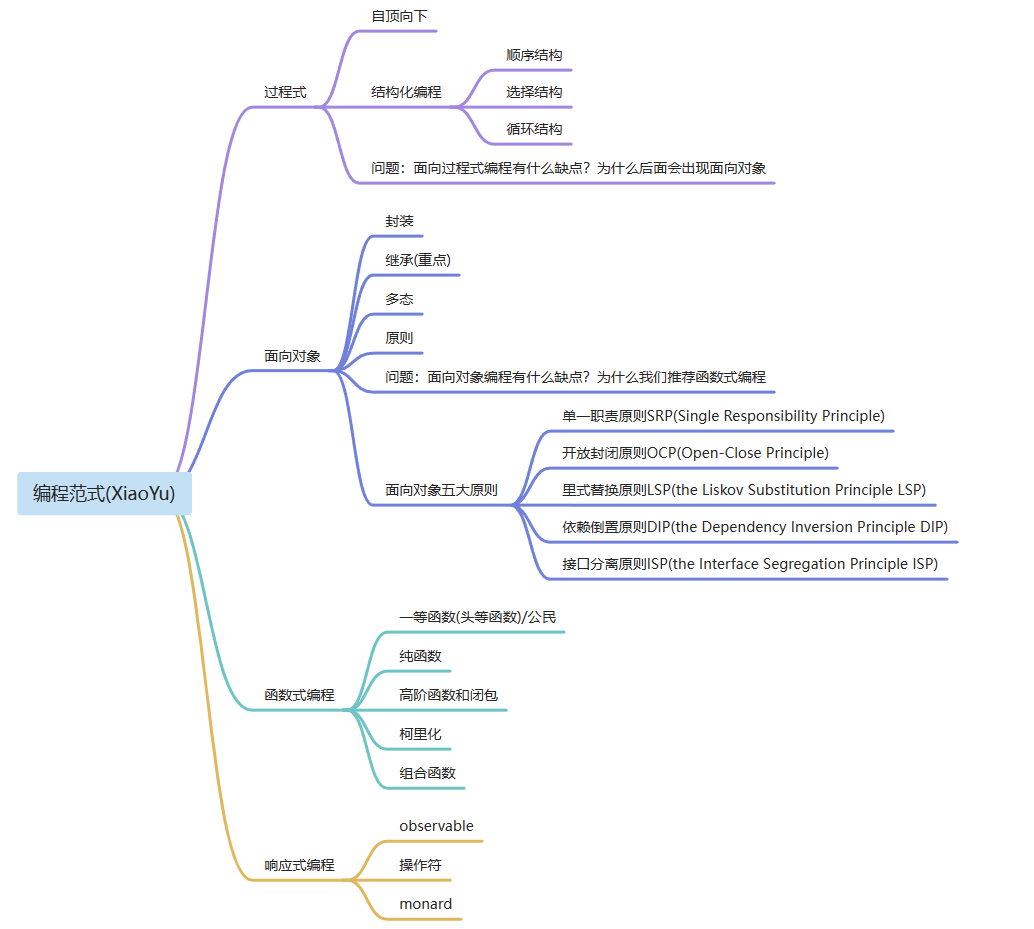 编程范式(XiaoYu)
过程式
自顶向下
结构化编程
顺序结构
选择结构
循环结构
问题：面向过程式编程有什么缺点？为什么后面会出现面向对象
面向对象
封装
继承(重点)
多态
原则
问题：面向对象编程有什么缺点？为什么我们推荐函数式编程
面向对象五大原则
单一职责原则SRP(Single Responsibility Principle)
开放封闭原则OCP(Open-Close Principle)
里式替换原则LSP(the Liskov Substitution Principle LSP)
依赖倒置原则DIP(the Dependency Inversion Principle DIP)
接口分离原则ISP(the Interface Segregation Principle ISP)
函数式编程
一等函数(头等函数)/公民
纯函数
高阶函数和闭包
柯里化
组合函数
响应式编程
observable
操作符
monard